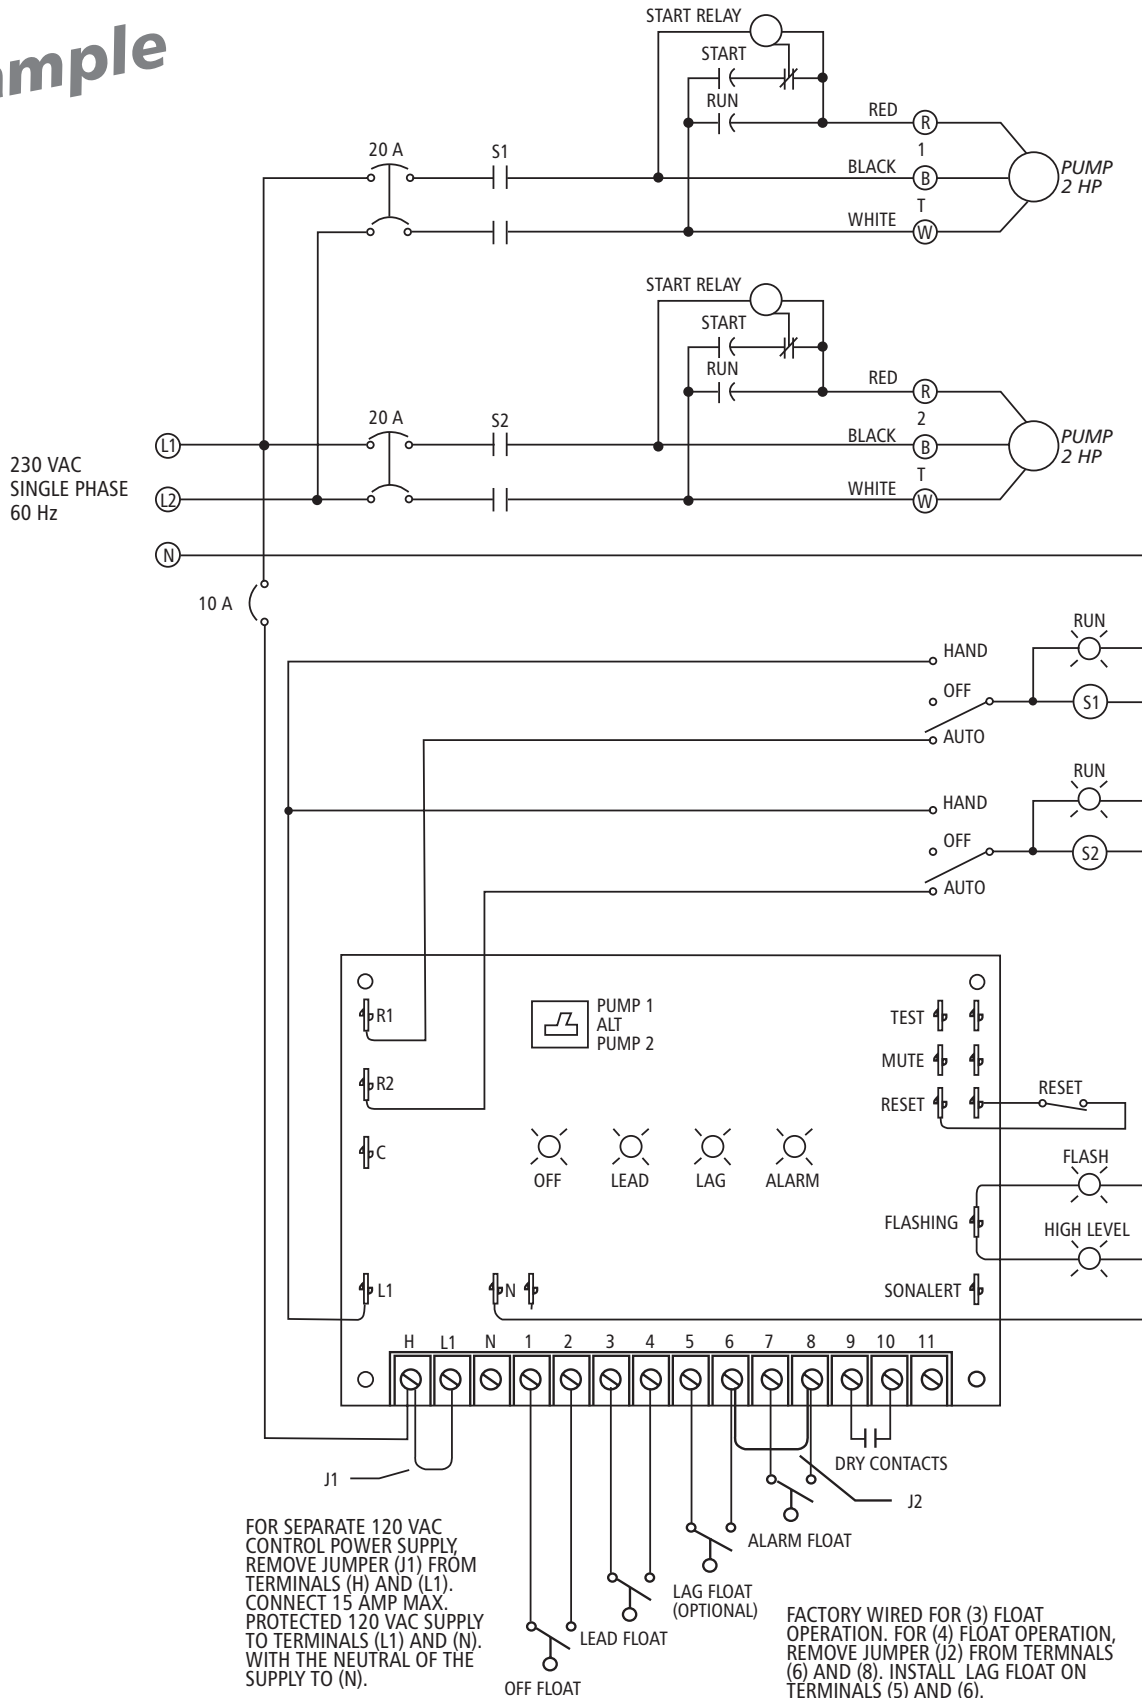 START RELAY
START
RUN
RED
R
20 A
S1
1
BLACK
B
PUMP
2 HP
T
WHITE
W
START RELAY
START
RUN
RED
R
20 A
S2
2
L1
BLACK
B
PUMP
2 HP
230 VAC
SINGLE PHASE
60 Hz
L2
T
WHITE
W
N
10 A
RUN
HAND
OFF
S1
AUTO
RUN
HAND
OFF
S2
AUTO
R1
PUMP 1
ALT
PUMP 2
TEST
MUTE
R2
RESET
RESET
C
OFF
LEAD
LAG
ALARM
FLASH
FLASHING
HIGH LEVEL
L1
N
SONALERT
H L1 N 1 2 3 4 5 6 7 8 9 10 11
DRY CONTACTS
J1
J2
FOR SEPARATE 120 VAC
CONTROL POWER SUPPLY,
REMOVE JUMPER (J1) FROM
TERMINALS (H) AND (L1).
CONNECT 15 AMP MAX.
PROTECTED 120 VAC SUPPLY
TO TERMINALS (L1) AND (N).
WITH THE NEUTRAL OF THE
SUPPLY TO (N).
ALARM FLOAT
LAG FLOAT
(OPTIONAL)
LEAD FLOAT
OFF FLOAT
FACTORY WIRED FOR (3) FLOAT
OPERATION. FOR (4) FLOAT OPERATION,
REMOVE JUMPER (J2) FROM TERMNALS
(6) AND (8). INSTALL LAG FLOAT ON
TERMINALS (5) AND (6).